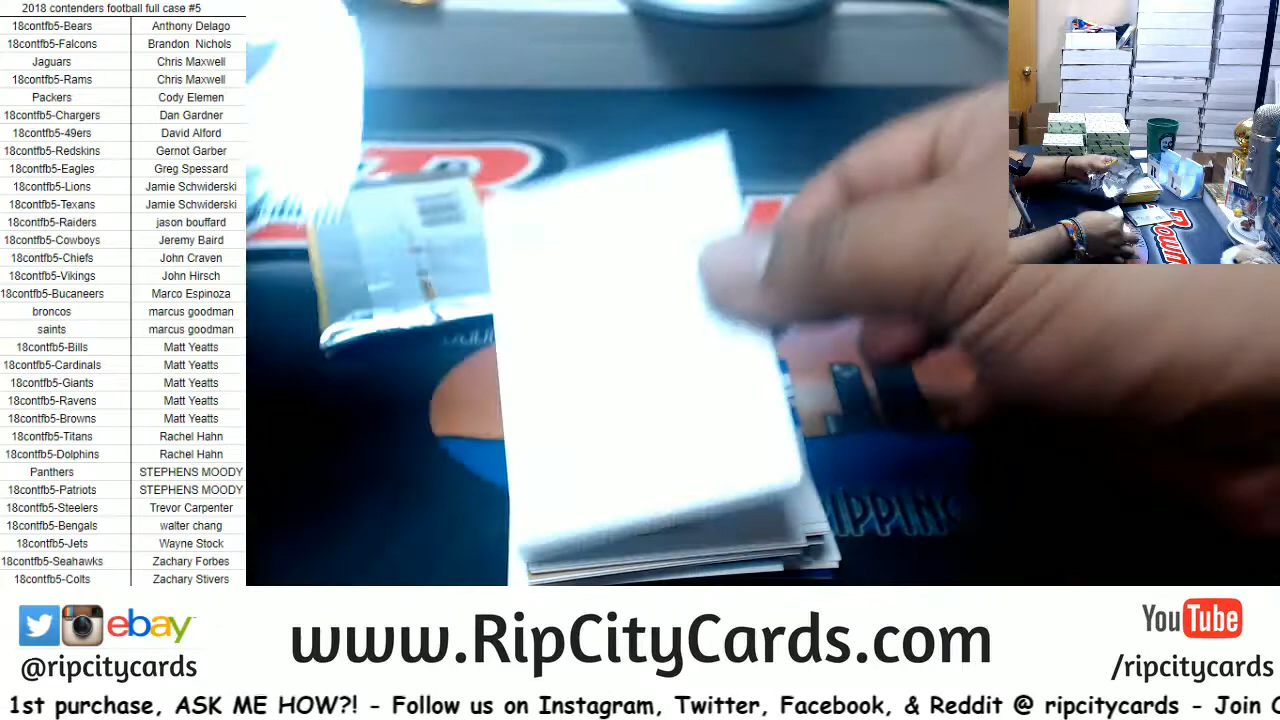 2018 contenders football full case #5
18contfb5-Bears Anthony Delago
18contfb5-Falcons Brandon Nichols
Jaguars Chris Maxwell
18contfb5-Rams Chris Maxwell
Packers Cody Elemen
18contfb5-Chargers Dan Gardner
18contfb5-49ers David Alford
18contfb5-Redskins Gernot Garber
18contfb5-Eagles Greg Spessard
18contfb5-Lions Jamie Schwiderski
18contfb5-Texans Jamie Schwiderski
18contfb5-Raiders jason bouffard
18contfb5-Cowboys Jeremy Baird
18contfb5-Chiefs John Craven
18contfb5-Vikings John Hirsch
18contfb5-Bucaneers Marco Espinoza
broncos marcus goodman
saints marcus goodman
18contfb5-Bills Matt Yeatts
18contfb5-Cardinals Matt Yeatts
18contfb5-Giants Matt Yeatts
18contfb5-Ravens Matt Yeatts
18contfb5-Browns Matt Yeatts
18contfb5-Titans Rachel Hahn
18contfb5-Dolphins Rachel Hahn
Panthers STEPHENS MOODY
18contfb5-Patriots STEPHENS MOODY
18contfb5-Steelers Trevor Carpenter
18contfb5-Bengals walter chang
18contfb5-Jets Wayne Stock
18contfb5-Seahawks Zachary Forbes
18contfb5-Colts Zachary Stivers
RIPPING
ebay
@ripcitycards
www.RipCityCards.com
YouTube
/ripcitycards
1st purchase, ASK ME HOW?! - Follow us on Instagram, Twitter, Facebook, & Reddit @ ripcitycards - Join